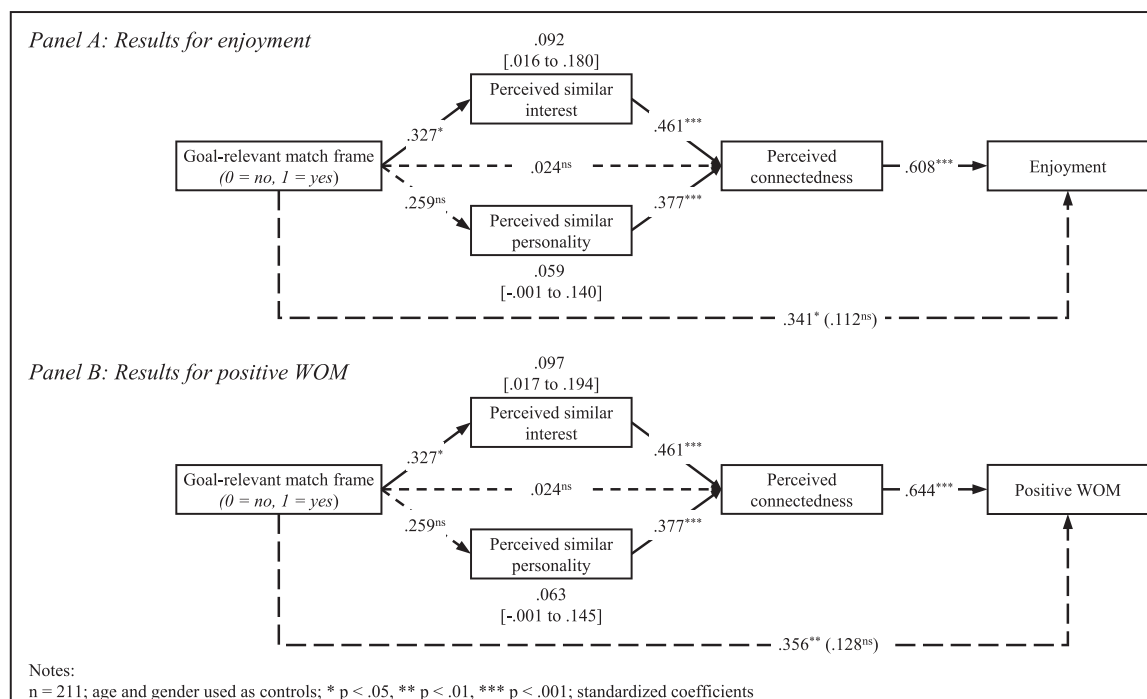 Panel A: Results for enjoyment
.092
[.016 to .180]
Perceived similar
interest
.327*
.461***
Goal-relevant match frame
(0 = no, 1 = yes)
.024ns
Perceived
connectedness
.608***
Enjoyment
.259ns
.377***
Perceived similar
personality
.059
[-.001 to .140]
.341* (.112ns)
Panel B: Results for positive WOM
.097
[.017 to .194]
Perceived similar
interest
.327*
.461***
Goal-relevant match frame
(0 = no, 1 = yes)
.024ns
Perceived
connectedness
.644***
Positive WOM
.259ns
.377***
Perceived similar
personality
.063
[-.001 to .145]
.356** (.128ns)
Notes:
n = 211; age and gender used as controls; * p < .05, ** p < .01, *** p < .001; standardized coefficients